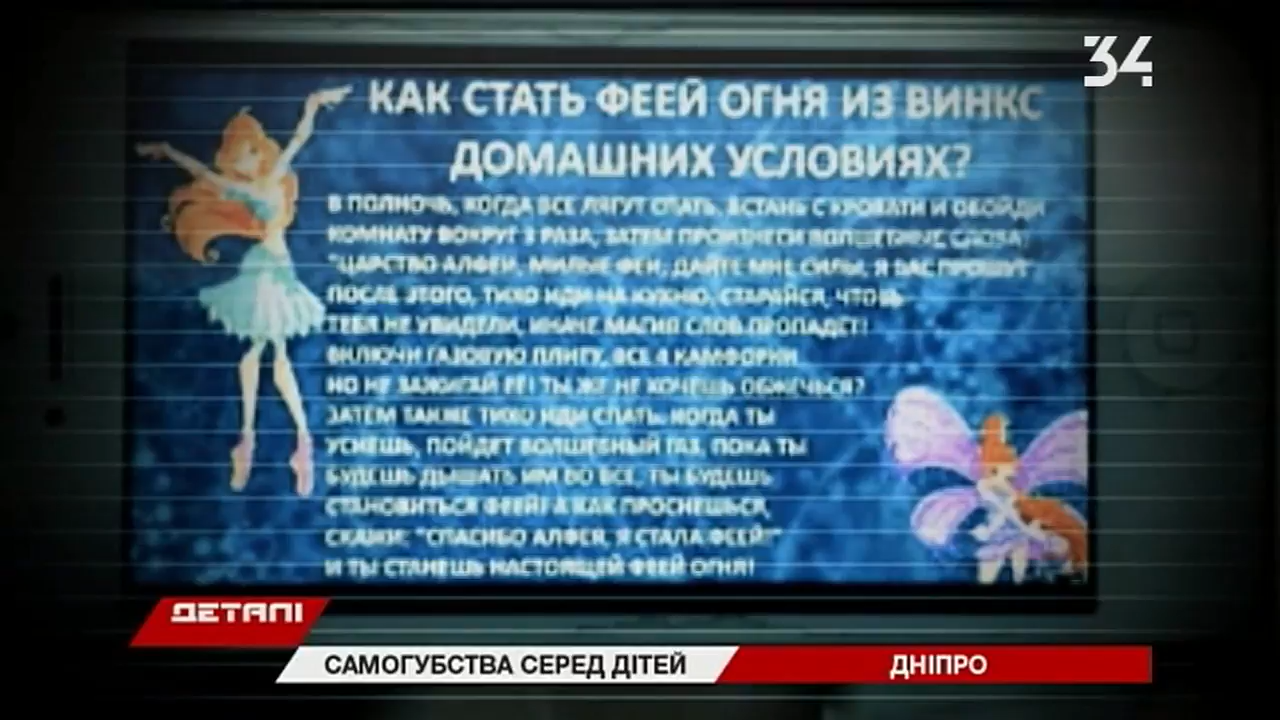 34
КАК СТАТЬ ФЕЕЙ ОГНЯ ИЗ ВИНКС
ДОМАШНИХ УСЛОВИЯХ?
В ПОЛНОЧЬ, КОГДА ВСЕ ЛЯГУТ СПАТЬ, ВСТАНЬ С КРОВАТИ И ОБОЙДИ
КОМНАТУ ВОКРУГ 3 РАЗА, ЗАТЕМ ПРОИЗНЕСИ ВОЛШЕБНЫЕ СЛОВА:
"ЦАРСТВО АЛФЕИ, МИЛЫЕ ФЕИ, ДАЙТЕ МНЕ СИЛЫ, Я ВАС ПРОШУ"
ПОСЛЕ ЭТОГО, ТИХО ИДИ НА КУХНЮ, СТАРАЙСЯ, ЧТОБЫ
ТЕБЯ НЕ УВИДЕЛИ, ИНАЧЕ МАГИЯ СЛОВ ПРОПАДЕТ!
ВКЛЮЧИ ГАЗОВУЮ ПЛИТУ, ВСЕ 4 КАМФОРКИ
НО НЕ ЗАЖИГАЙ ЕЕ! ТЫ ЖЕ НЕ ХОЧЕШЬ ОБЖЕЧЬСЯ?
ЗАТЕМ ТАКЖЕ ТИХО ИДИ СПАТЬ. КОГДА ТЫ
УСНЕШЬ, ПОЙДЕТ ВОЛШЕБНЫЙ ГАЗ, ПОКА ТЫ
БУДЕШЬ ДЫШАТЬ ИМ ВО ВСЕ, ТЫ БУДЕШЬ
СТАНОВИТЬСЯ ФЕЕЙ! А КАК ПРОСНЕШЬСЯ,
СКАЖИ: "СПАСИБО АЛФЕЯ, Я СТАЛА ФЕЕЙ!"
И ТЫ СТАНЕШЬ НАСТОЯЩЕЙ ФЕЕЙ ОГНЯ!
ДЕТАЛІ
САМОГУБСТВА СЕРЕД ДІТЕЙ
ДНІПРО